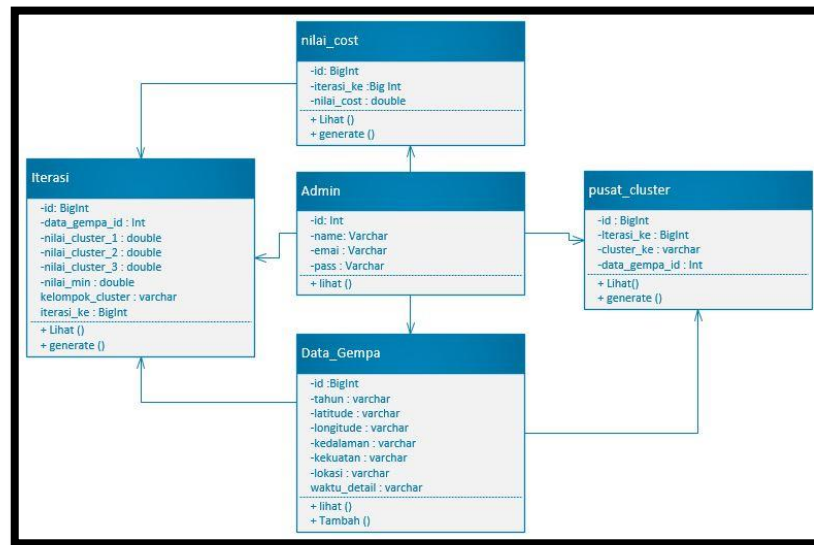 nilai_cost
-id: BigInt
-iterasi_ke :Big Int
-nilai_cost : double
+ Lihat ()
+ generate ()
Iterasi
-id: BigInt
-data_gempa_id : Int
-nilai_cluster_1 : double
-nilai_cluster_2 : double
-nilai_cluster_3 : double
-nilai_min : double
kelompok_cluster : varchar
iterasi_ke : BigInt
+ Lihat ()
+ generate ()
Admin
-id: Int
-name: Varchar
-emai : Varchar
-pass : Varchar
+ lihat ()
pusat_cluster
-id : BigInt
-Iterasi_ke : BigInt
-cluster_ke : varchar
-data_gempa_id : Int
+ Lihat()
+ generate ()
Data_Gempa
-id :BigInt
-tahun : varchar
-latitude : varchar
-longitude : varchar
-kedalaman : varchar
-kekuatan : varchar
-lokasi : varchar
waktu_detail : varchar
+ lihat ()
+ Tambah ()